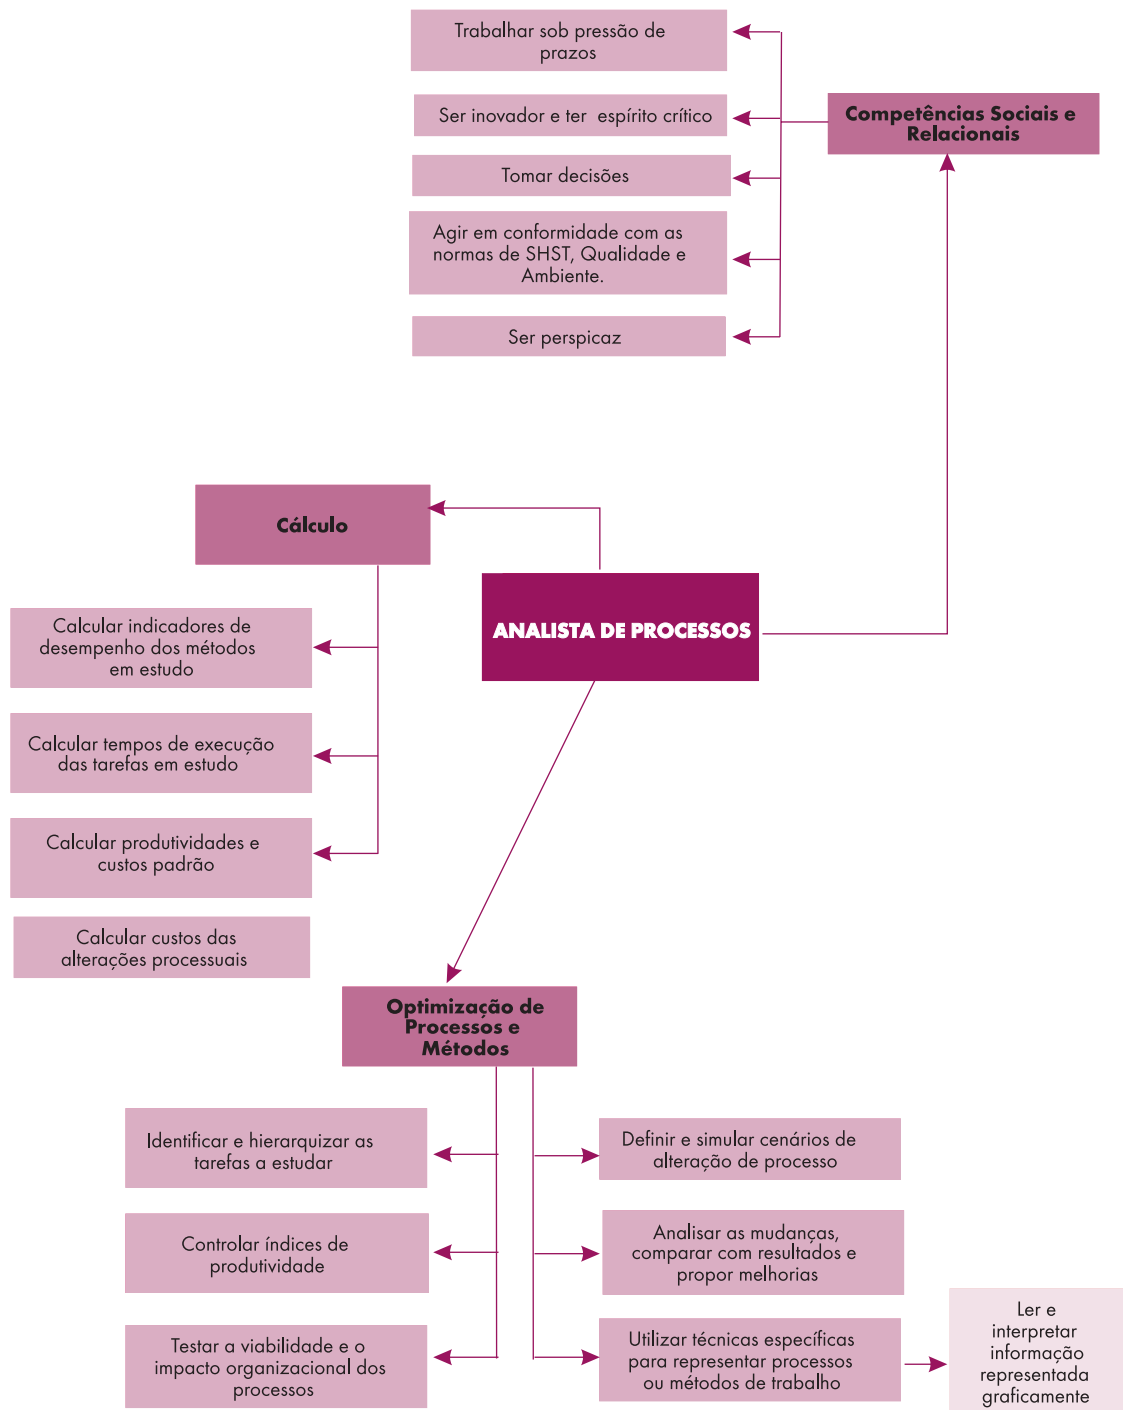 Trabalhar sob pressão de
prazos
Ser inovador e ter espírito crítico
Tomar decisões
Agir em conformidade com as
normas de SHST, Qualidade e
Ambiente.
Ser perspicaz
Competências Sociais e
Relacionais
Cálculo
ANALISTA DE PROCESSOS
Calcular indicadores de
desempenho dos métodos
em estudo
Calcular tempos de execução
das tarefas em estudo
Calcular produtividades e
custos padrão
Calcular custos das
alterações processuais
Optimização de
Processos e
Métodos
Identificar e hierarquizar as
tarefas a estudar
Controlar índices de
produtividade
Testar a viabilidade e o
impacto organizacional dos
processos
Definir e simular cenários de
alteração de processo
Analisar as mudanças,
comparar com resultados e
propor melhorias
Utilizar técnicas específicas
para representar processos
ou métodos de trabalho
Ler e
interpretar
informação
representada
graficamente